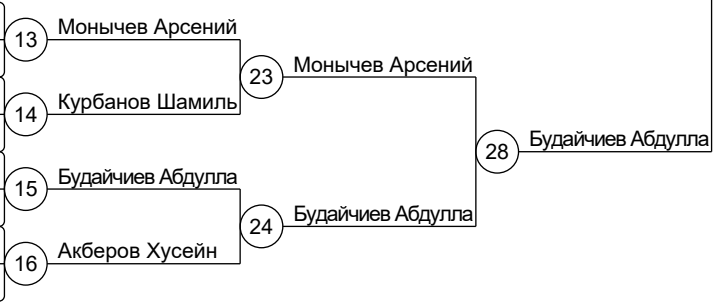 13
Монычев Арсений
23
Монычев Арсений
14
Курбанов Шамиль
28
Будайчиев Абдулла
15
Будайчиев Абдулла
24
Будайчиев Абдулла
16
Акберов Хусейн